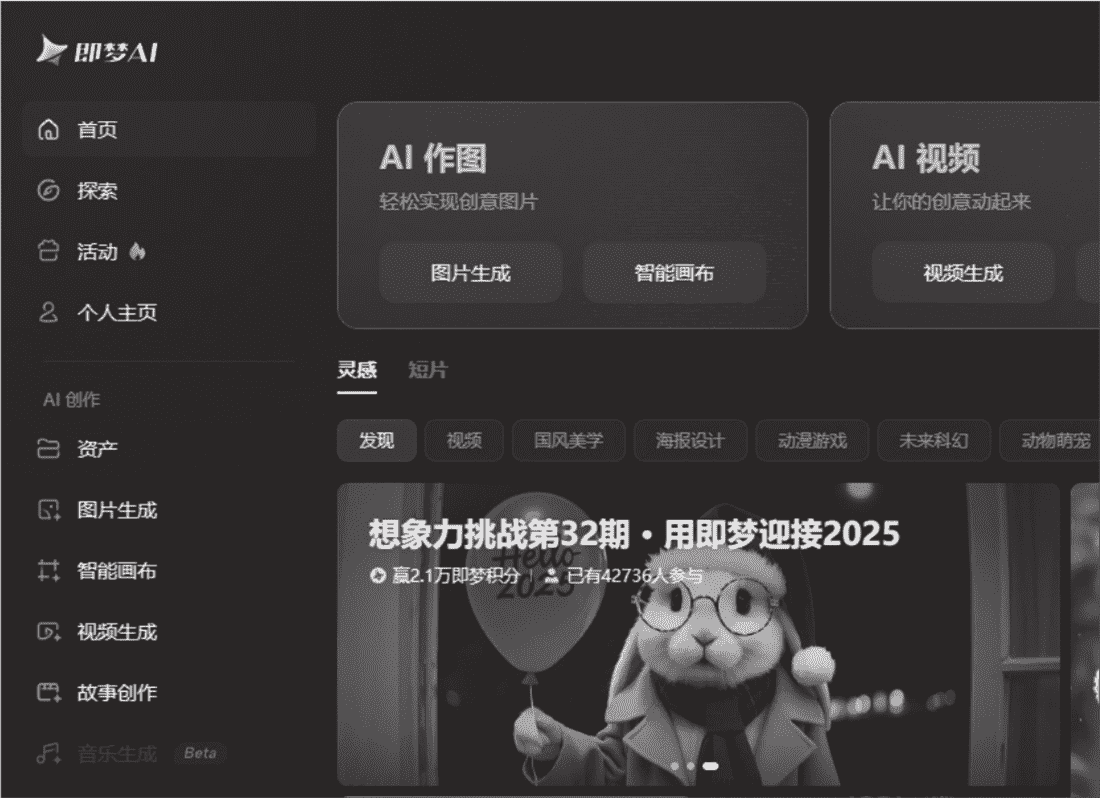 即梦AI
首页
探索
活动
个人主页
AI 创作
资产
图片生成
智能画布
视频生成
故事创作
音乐生成 Beta
AI 作图
轻松实现创意图片
图片生成 智能画布
AI 视频
让你的创意动起来
视频生成
灵感 短片
发现 视频 国风美学 海报设计 动漫游戏 未来科幻 动物萌宠
想象力挑战第32期·用即梦迎接2025
赢2.1万即梦积分 已有42736人参与
Hello
2025